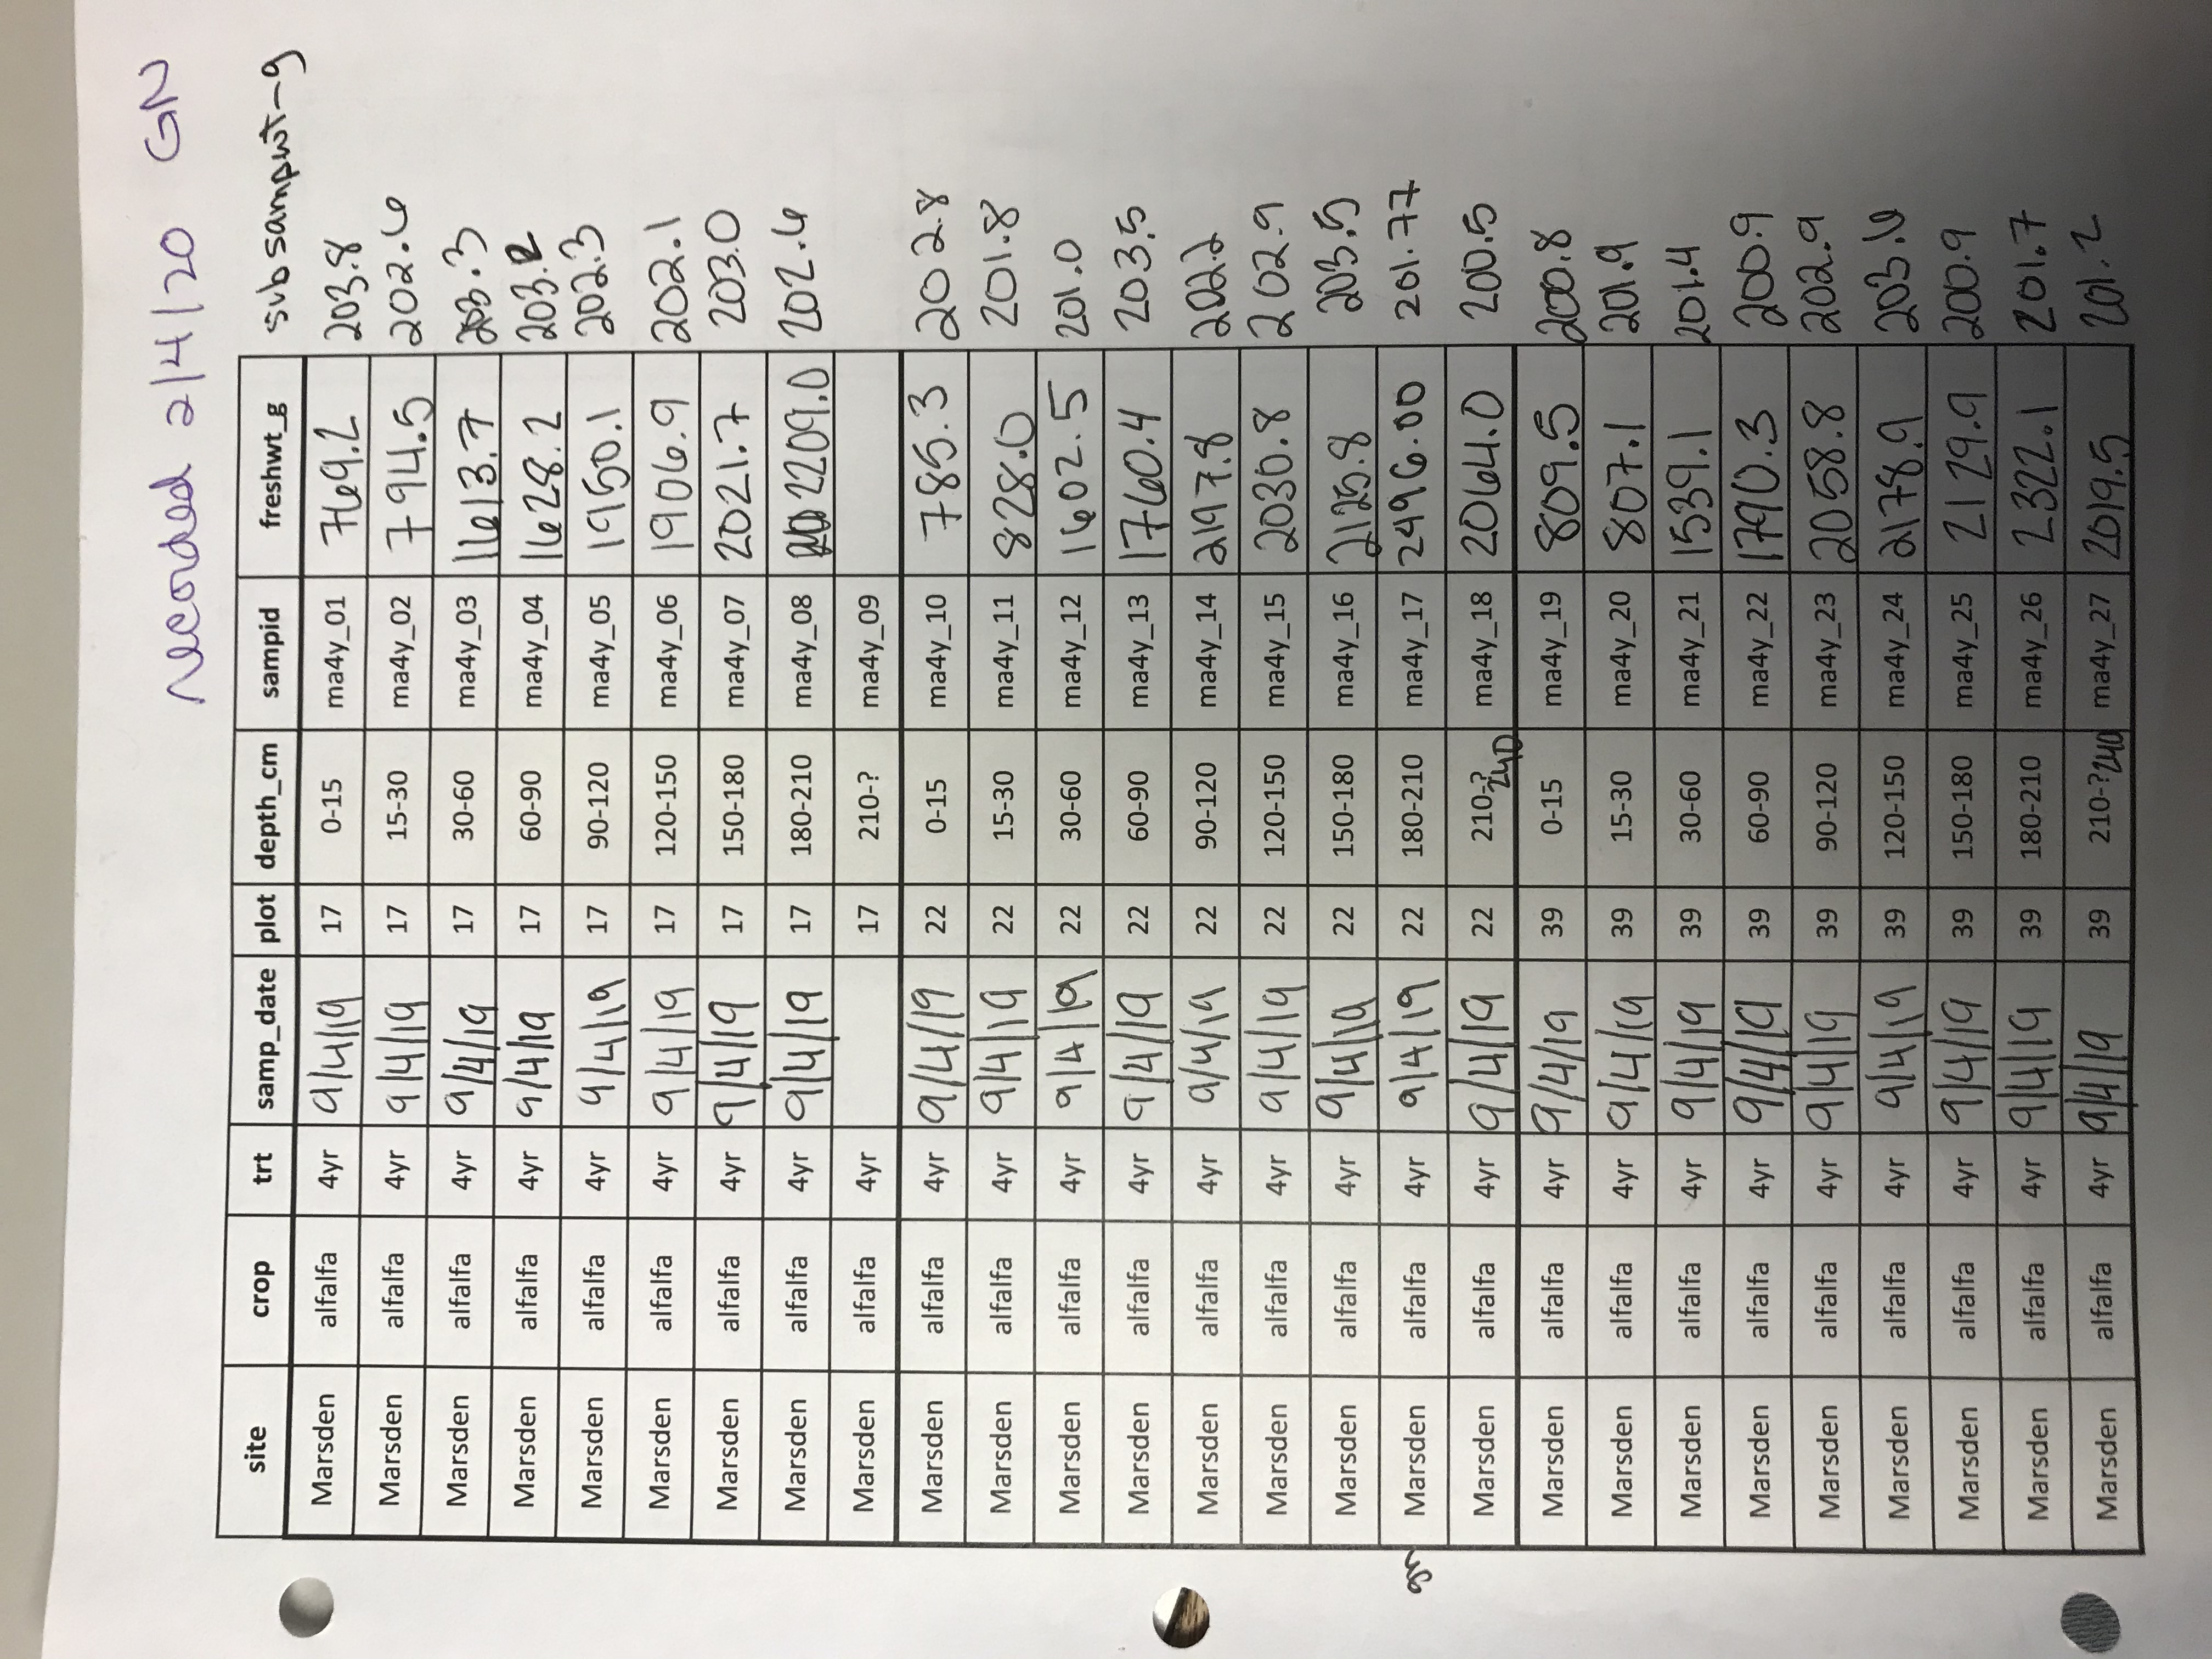 recorded 2/4/20 GN
site crop trt samp_date plot depth_cm sampid freshwt_g subsampwt-g
Marsden alfalfa 4yr 9/4/19 17 0-15 ma4y_01 769.2 203.8
Marsden alfalfa 4yr 9/4/19 17 15-30 ma4y_02 794.5 202.6
Marsden alfalfa 4yr 9/4/19 17 30-60 ma4y_03 1613.7 203.3
Marsden alfalfa 4yr 9/4/19 17 60-90 ma4y_04 1628.2 203.2
Marsden alfalfa 4yr 9/4/19 17 90-120 ma4y_05 1950.1 202.3
Marsden alfalfa 4yr 9/4/19 17 120-150 ma4y_06 1906.9 202.1
Marsden alfalfa 4yr 9/4/19 17 150-180 ma4y_07 2021.7 203.0
Marsden alfalfa 4yr 9/4/19 17 180-210 ma4y_08 2209.0 202.6
Marsden alfalfa 4yr 17 210-? ma4y_09
Marsden alfalfa 4yr 9/4/19 22 0-15 ma4y_10 785.3 202.8
Marsden alfalfa 4yr 9/4/19 22 15-30 ma4y_11 828.0 201.8
Marsden alfalfa 4yr 9/4/19 22 30-60 ma4y_12 1602.5 201.0
Marsden alfalfa 4yr 9/4/19 22 60-90 ma4y_13 1760.4 203.5
Marsden alfalfa 4yr 9/4/19 22 90-120 ma4y_14 2197.8 202.2
Marsden alfalfa 4yr 9/4/19 22 120-150 ma4y_15 2030.8 202.9
Marsden alfalfa 4yr 9/4/19 22 150-180 ma4y_16 2125.8 203.5
gn Marsden alfalfa 4yr 9/4/19 22 180-210 ma4y_17 2496.00 201.77
Marsden alfalfa 4yr 9/4/19 22 210-? 240 ma4y_18 2064.0 200.5
Marsden alfalfa 4yr 9/4/19 39 0-15 ma4y_19 809.5 200.8
Marsden alfalfa 4yr 9/4/19 39 15-30 ma4y_20 807.1 201.9
Marsden alfalfa 4yr 9/4/19 39 30-60 ma4y_21 1539.1 201.4
Marsden alfalfa 4yr 9/4/19 39 60-90 ma4y_22 1790.3 200.9
Marsden alfalfa 4yr 9/4/19 39 90-120 ma4y_23 2058.8 202.9
Marsden alfalfa 4yr 9/4/19 39 120-150 ma4y_24 2178.9 203.6
Marsden alfalfa 4yr 9/4/19 39 150-180 ma4y_25 2129.9 200.9
Marsden alfalfa 4yr 9/4/19 39 180-210 ma4y_26 2322.1 201.7
Marsden alfalfa 4yr 9/4/19 39 210-? 240 ma4y_27 2019.5 201.2